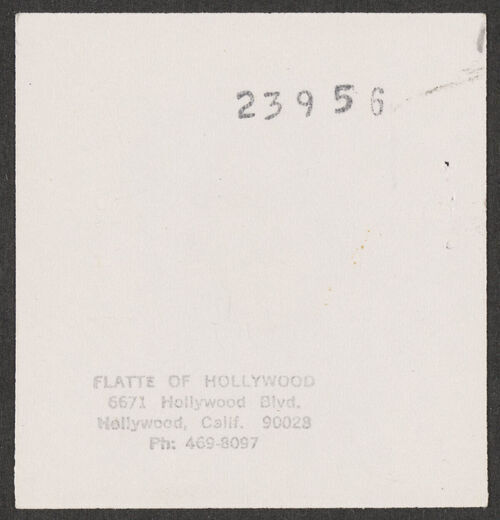 23956
FLATTE OF HOLLYWOOD
6671 Hollywood Blvd.
Hollywood, Calif. 90028
Ph: 469-8097